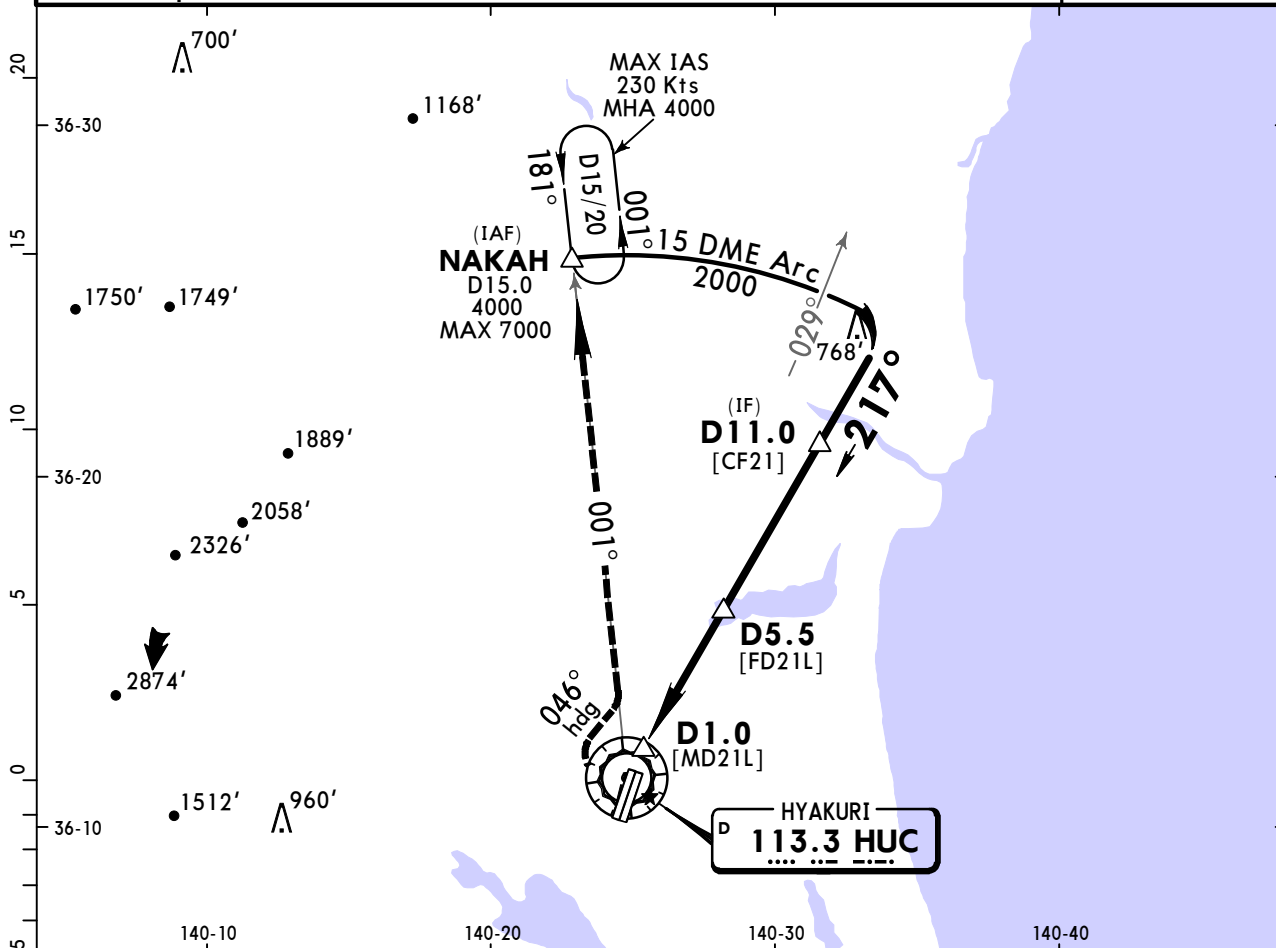 700'
1168'
MAX IAS
230 Kts
MHA 4000
20
36-30
181°
D15/20
001°
15
(IAF)
NAKAH
D15.0
4000
MAX 7000
15 DME Arc
2000
029°
1750'
1749'
768'
217°
10
(IF)
D11.0
[CF21]
1889'
36-20
2058'
2326'
001°
5
D5.5
[FD21L]
2874'
046°
hdg
D1.0
[MD21L]
0
1512'
960'
36-10
HYAKURI
D
113.3 HUC
5
140-10
140-20
140-30
140-40